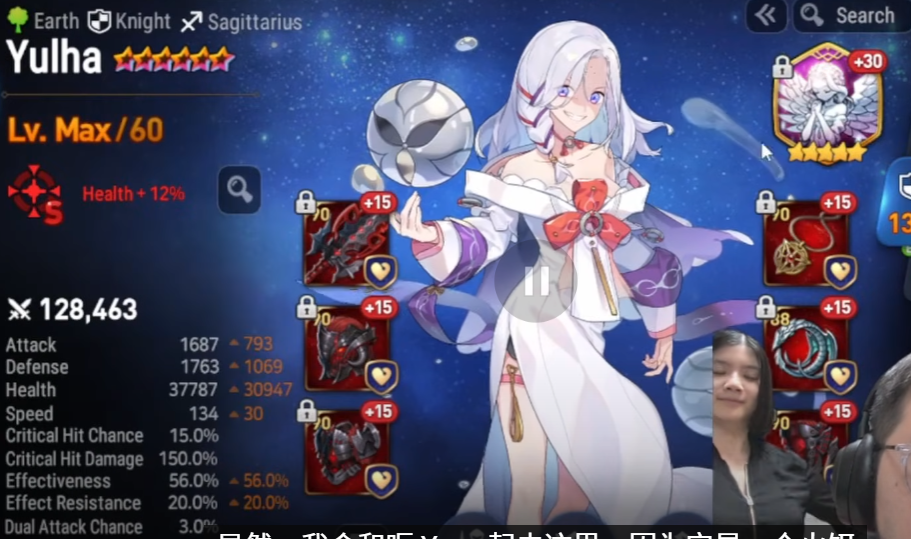 Earth Knight Sagittarius
Search
Yulha
+30
Lv. Max/60
S Health + 12%
+15
+15
+15
+15
+15
+15
128,463
Attack 1687 793
Defense 1763 1069
Health 37787 30947
Speed 134 30
Critical Hit Chance 15.0%
Critical Hit Damage 150.0%
Effectiveness 56.0% 56.0%
Effect Resistance 20.0% 20.0%
Dual Attack Chance 3.0%